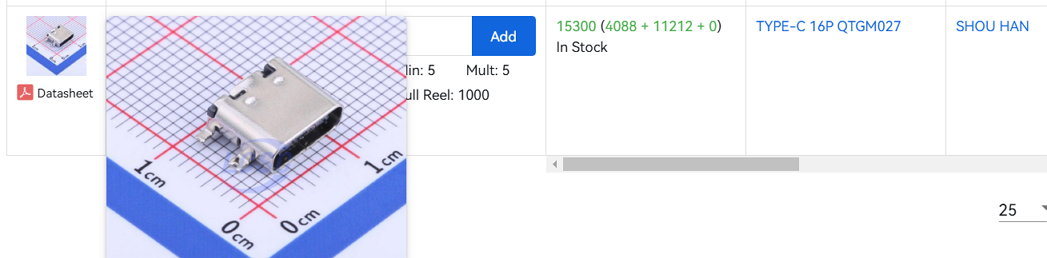 Datasheet
1cm
0cm
0cm
1cm
Add
in: 5
Mult: 5
ull Reel: 1000
15300 (4088 + 11212 + 0)
In Stock
TYPE-C 16P QTGM027
SHOU HAN
25